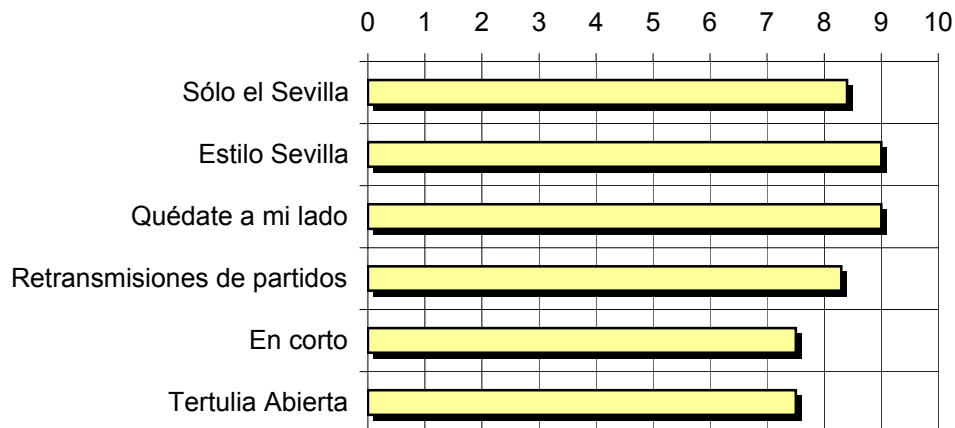 0 1 2 3 4 5 6 7 8 9 10
Sólo el Sevilla
Estilo Sevilla
Quédate a mi lado
Retransmisiones de partidos
En corto
Tertulia Abierta